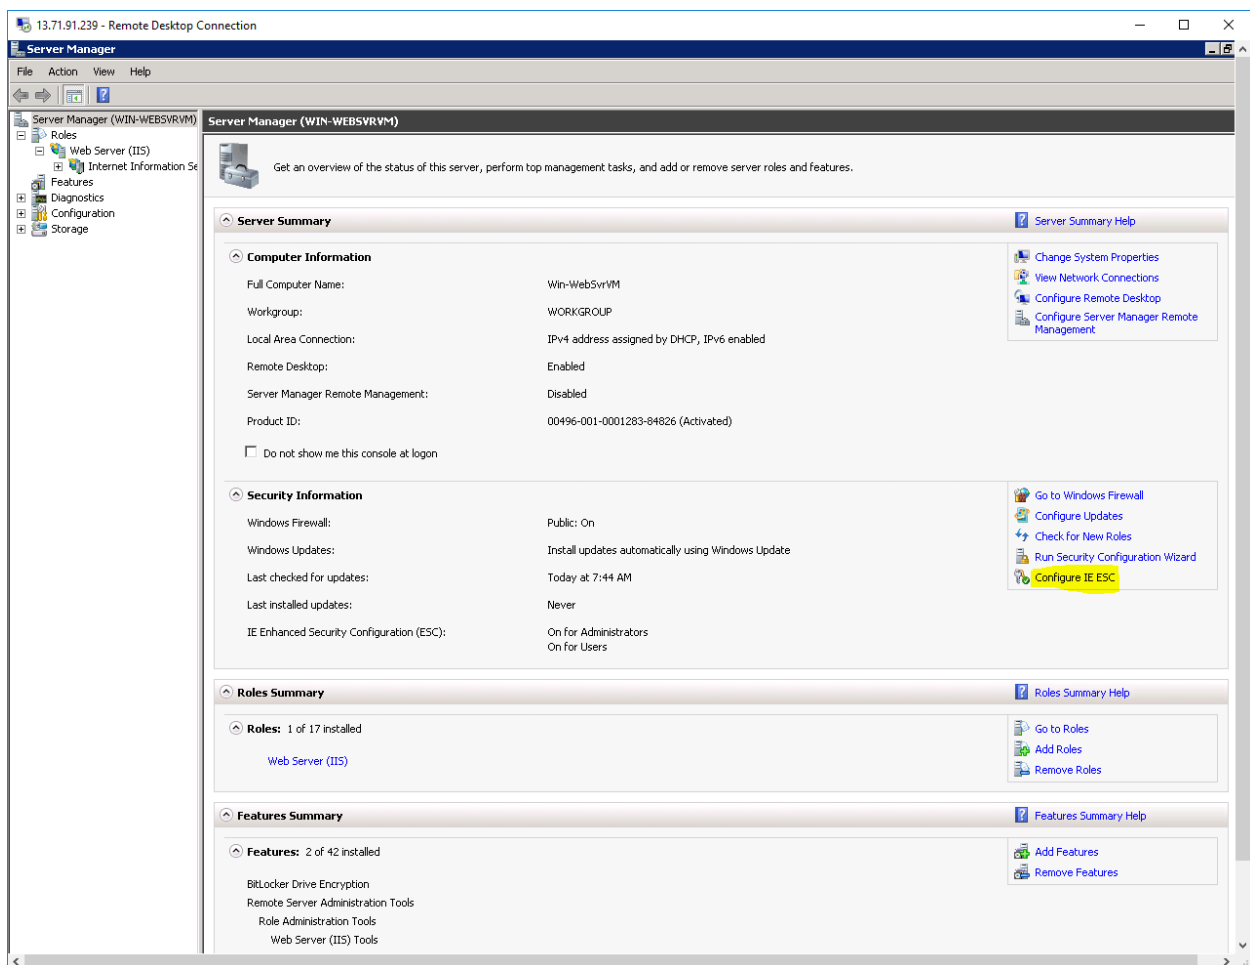 13.71.91.239 - Remote Desktop Connection
Server Manager
File Action View Help
Server Manager (WIN-WEBSVRVM)
Roles
Web Server (IIS)
Internet Information Se
Features
Diagnostics
Configuration
Storage
Server Manager (WIN-WEBSVRVM)
Get an overview of the status of this server, perform top management tasks, and add or remove server roles and features.
Server Summary
Server Summary Help
Computer Information
Full Computer Name: Win-WebSvrVM
Workgroup: WORKGROUP
Local Area Connection: IPv4 address assigned by DHCP, IPv6 enabled
Remote Desktop: Enabled
Server Manager Remote Management: Disabled
Product ID: 00496-001-0001283-84826 (Activated)
Do not show me this console at logon
Change System Properties
View Network Connections
Configure Remote Desktop
Configure Server Manager Remote
Management
Security Information
Windows Firewall: Public: On
Windows Updates: Install updates automatically using Windows Update
Last checked for updates: Today at 7:44 AM
Last installed updates: Never
IE Enhanced Security Configuration (ESC): On for Administrators
On for Users
Go to Windows Firewall
Configure Updates
Check for New Roles
Run Security Configuration Wizard
Configure IE ESC
Roles Summary
Roles Summary Help
Roles: 1 of 17 installed
Web Server (IIS)
Go to Roles
Add Roles
Remove Roles
Features Summary
Features Summary Help
Features: 2 of 42 installed
BitLocker Drive Encryption
Remote Server Administration Tools
Role Administration Tools
Web Server (IIS) Tools
Add Features
Remove Features